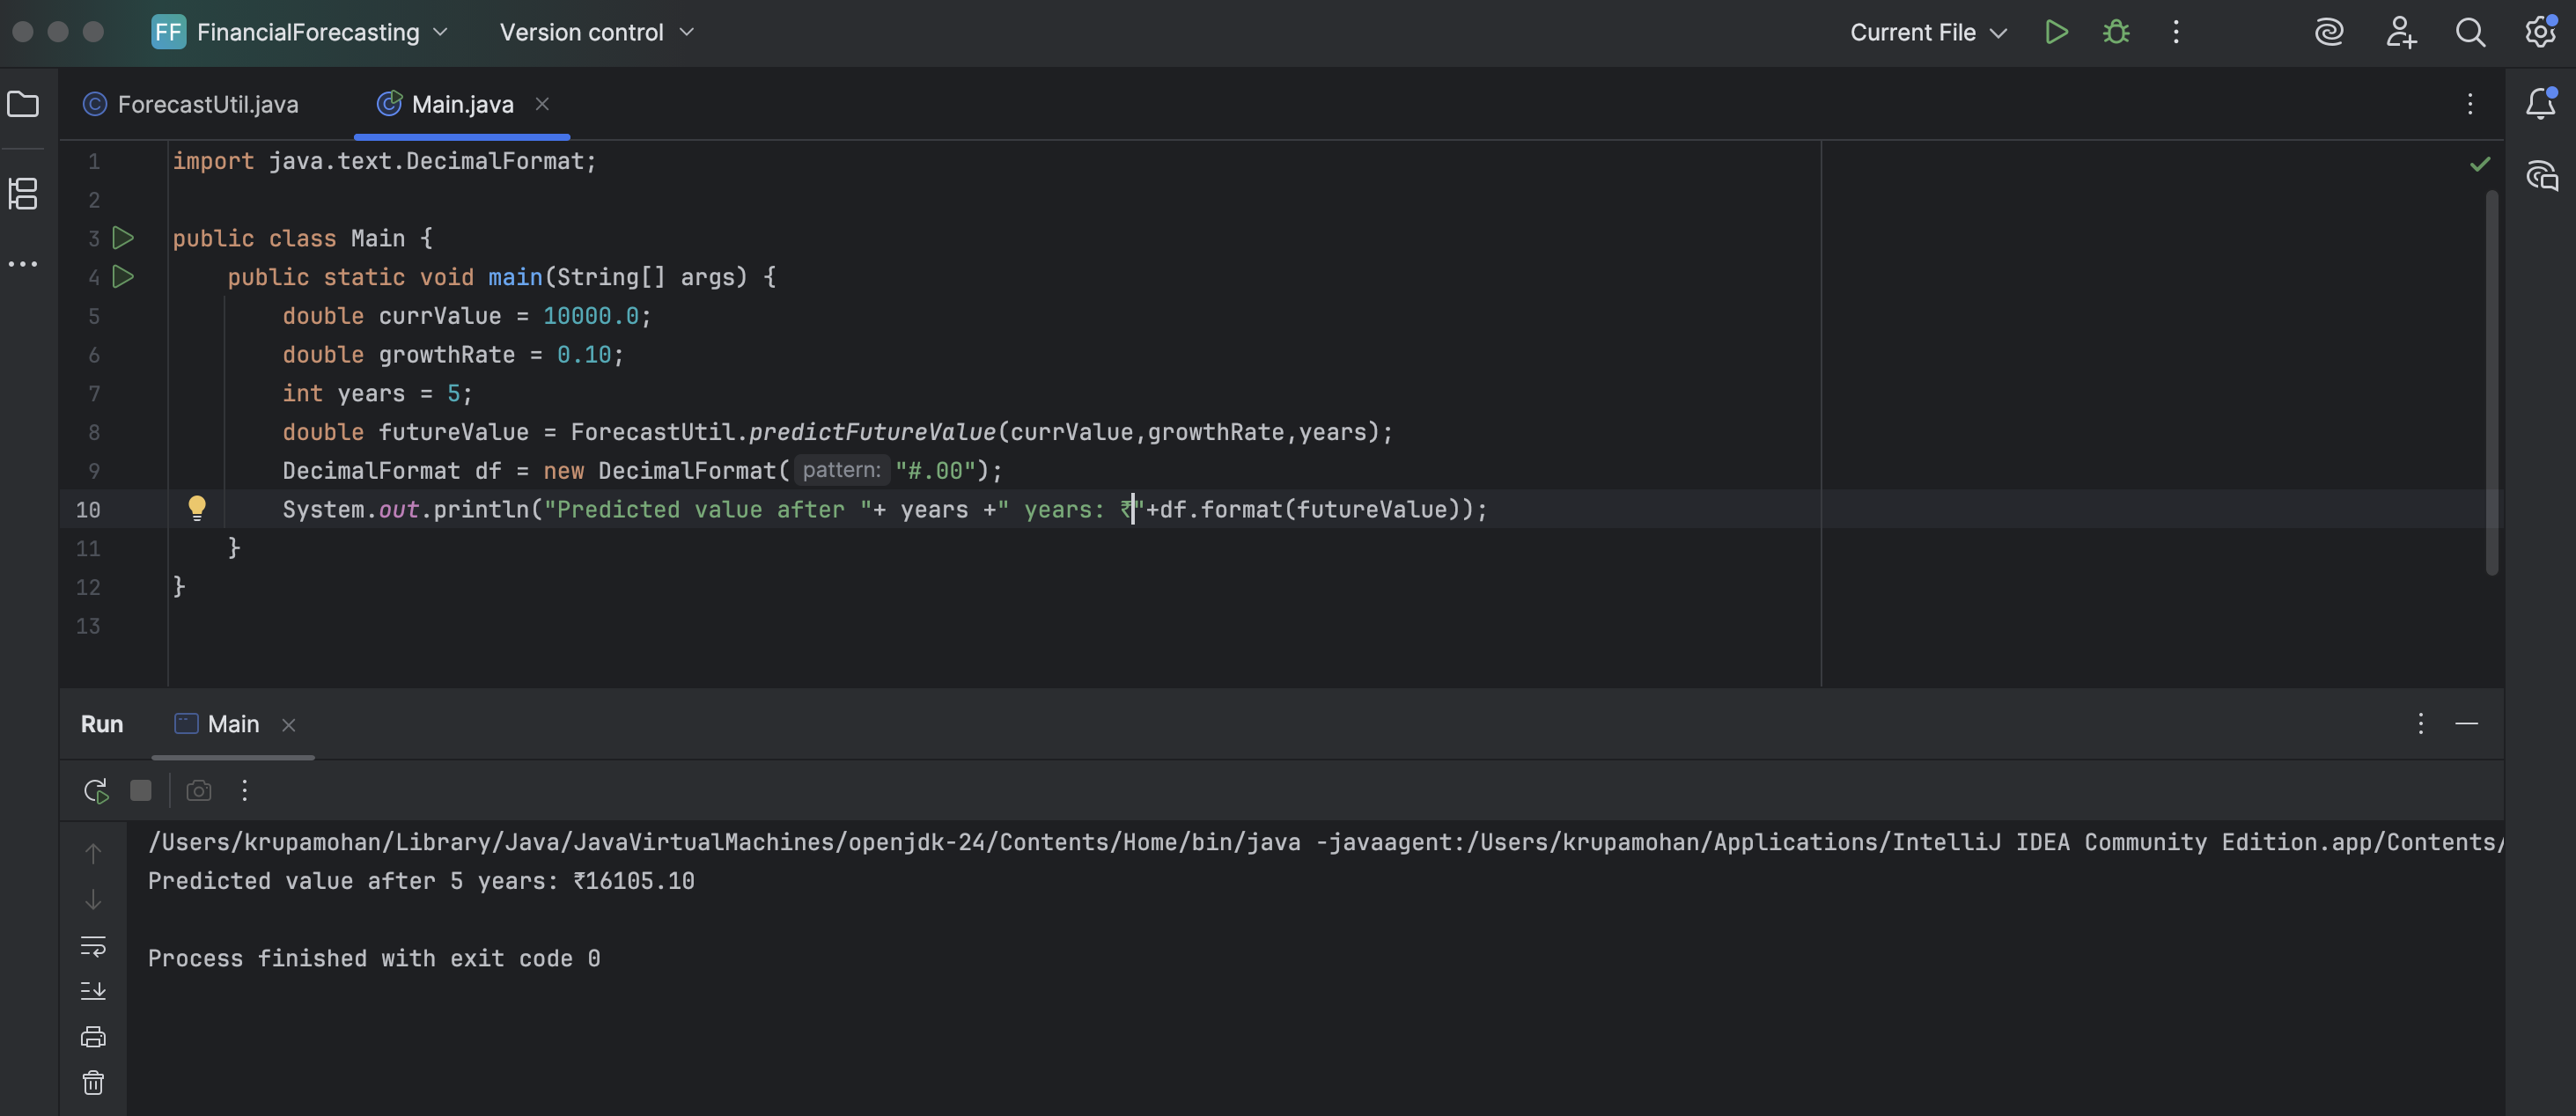 FF FinancialForecasting Version control Current File
ForecastUtil.java Main.java
1 import java.text.DecimalFormat;
2
3 public class Main {
4 public static void main(String[] args) {
5 double currValue = 10000.0;
6 double growthRate = 0.10;
7 int years = 5;
8 double futureValue = ForecastUtil.predictFutureValue(currValue,growthRate,years);
9 DecimalFormat df = new DecimalFormat( pattern: "#.00");
10 System.out.println("Predicted value after "+ years +" years: ₹"+df.format(futureValue));
11 }
12 }
13
Run Main
/Users/krupamohan/Library/Java/JavaVirtualMachines/openjdk-24/Contents/Home/bin/java -javaagent:/Users/krupamohan/Applications/IntelliJ IDEA Community Edition.app/Contents/
Predicted value after 5 years: ₹16105.10
Process finished with exit code 0